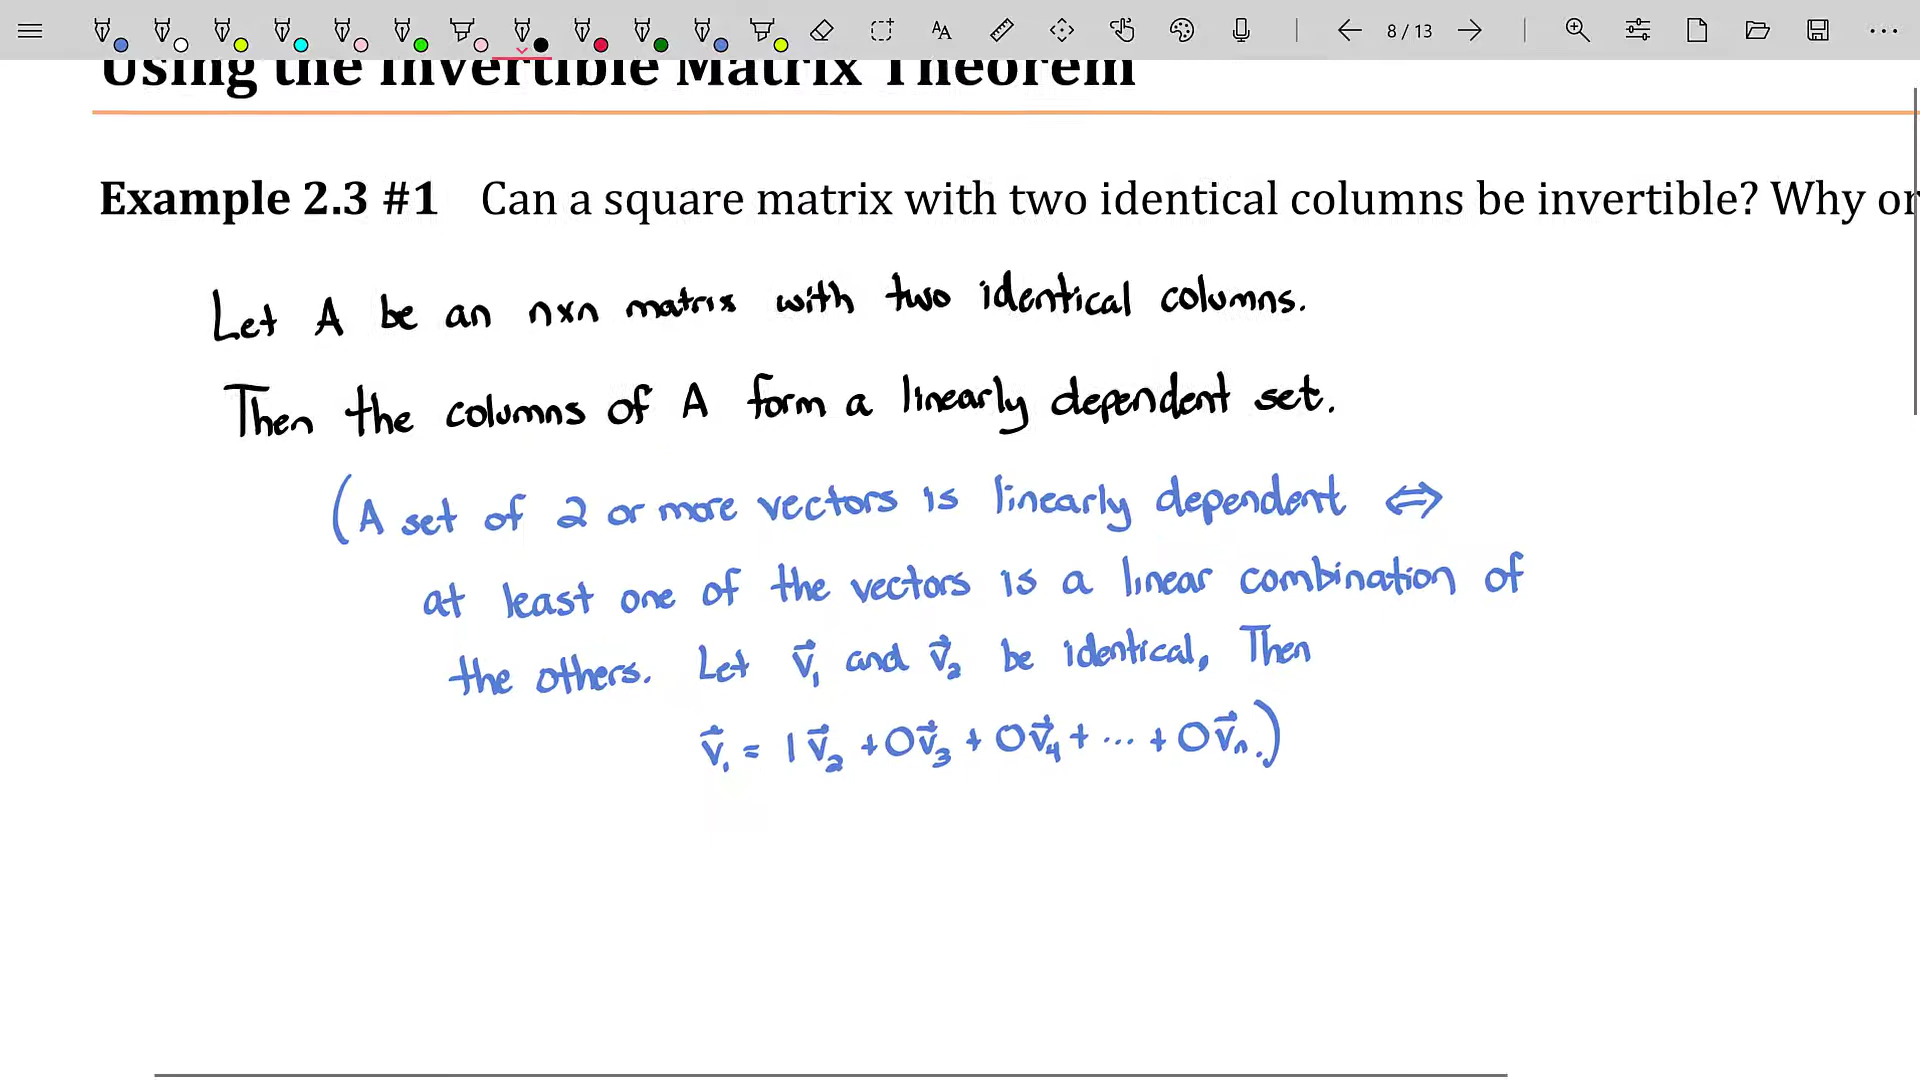 8 / 13
Using the Invertible Matrix Theorem
Example 2.3 #1 Can a square matrix with two identical columns be invertible? Why or
Let A be an n×n matrix with two identical columns.
Then the columns of A form a linearly dependent set.
(A set of 2 or more vectors is linearly dependent ⇔
at least one of the vectors is a linear combination of
the others. Let v⃗₁ and v⃗₂ be identical, Then
v⃗₁ = 1v⃗₂ + 0v⃗₃ + 0v⃗₄ + ... + 0v⃗ₙ.)